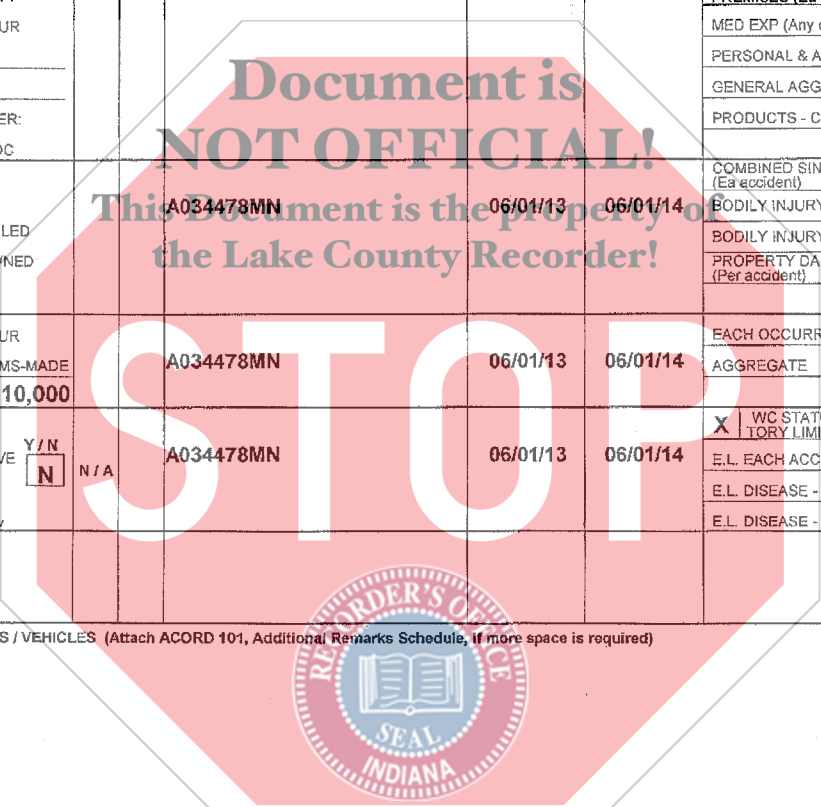 UR
MED EXP (Any
PERSONAL & A
GENERAL AGG
ER:
PRODUCTS - C
OC
Document is
NOT OFFICIAL!
This Document is the property of
the Lake County Recorder!
COMBINED SIN
(Ea accident)
A034478MN 06/01/13 06/01/14 BODILY INJURY
LED
BODILY INJURY
NED
PROPERTY DA
(Per accident)
STOP
UR
EACH OCCURR
MS-MADE
A034478MN 06/01/13 06/01/14 AGGREGATE
10,000
X WC STAT
TORY LIMI
Y / N
VE N N / A A034478MN 06/01/13 06/01/14 E.L. EACH ACC
E.L. DISEASE -
E.L. DISEASE -
S / VEHICLES (Attach ACORD 101, Additional Remarks Schedule, if more space is required)
RECORDER'S OFFICE
SEAL
INDIANA